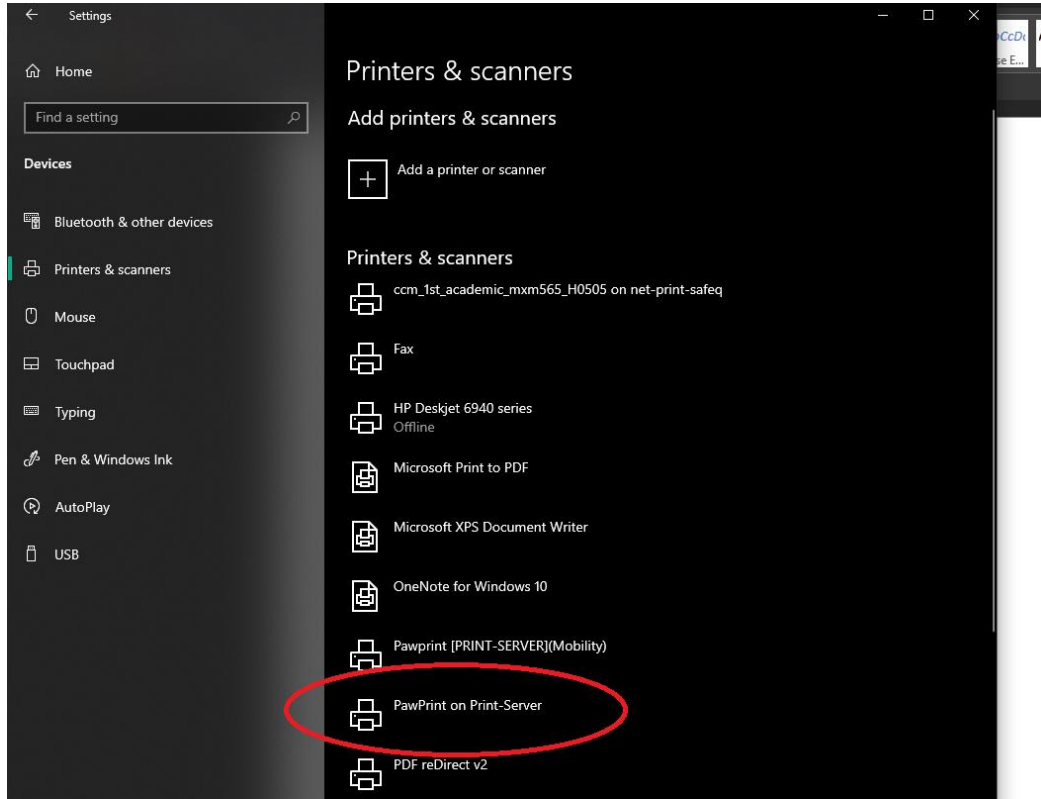 Settings
Home
Find a setting
Devices
Bluetooth & other devices
Printers & scanners
Mouse
Touchpad
Typing
Pen & Windows Ink
AutoPlay
USB
Printers & scanners
Add printers & scanners
Add a printer or scanner
Printers & scanners
ccm_1st_academic_mxm565_H0505 on net-print-safeq
Fax
HP Deskjet 6940 series
Offline
Microsoft Print to PDF
Microsoft XPS Document Writer
OneNote for Windows 10
Pawprint [PRINT-SERVER](Mobility)
PawPrint on Print-Server
PDF reDirect v2